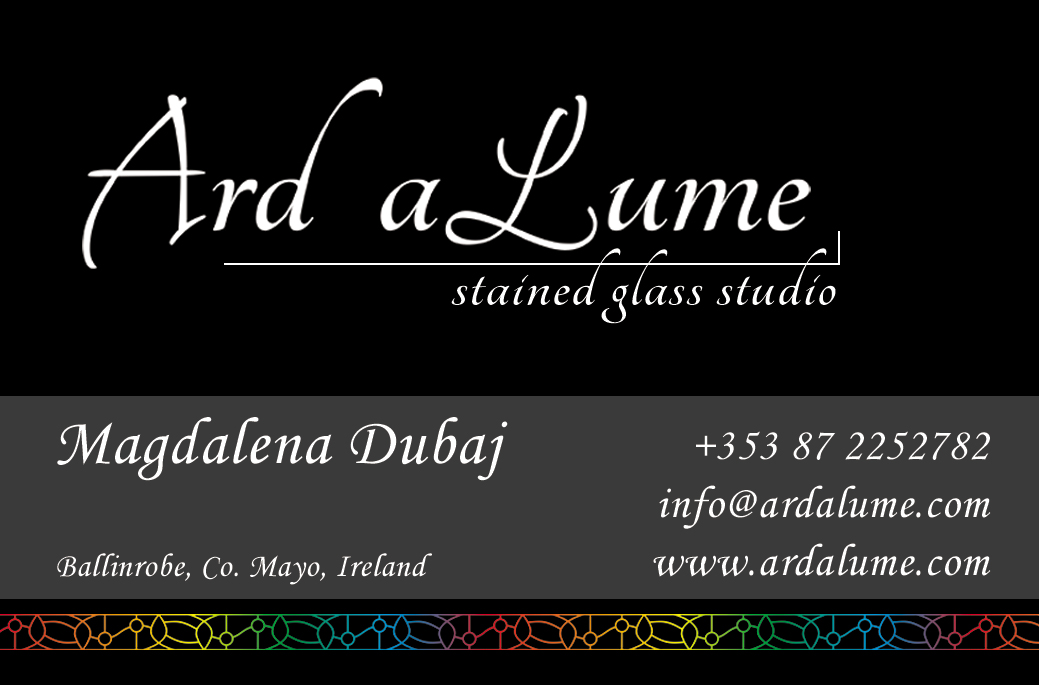 Ard aLume
stained glass studio
Magdalena Dubaj
Ballinrobe, Co. Mayo, Ireland
+353 87 2252782
info@ardalume.com
www.ardalume.com